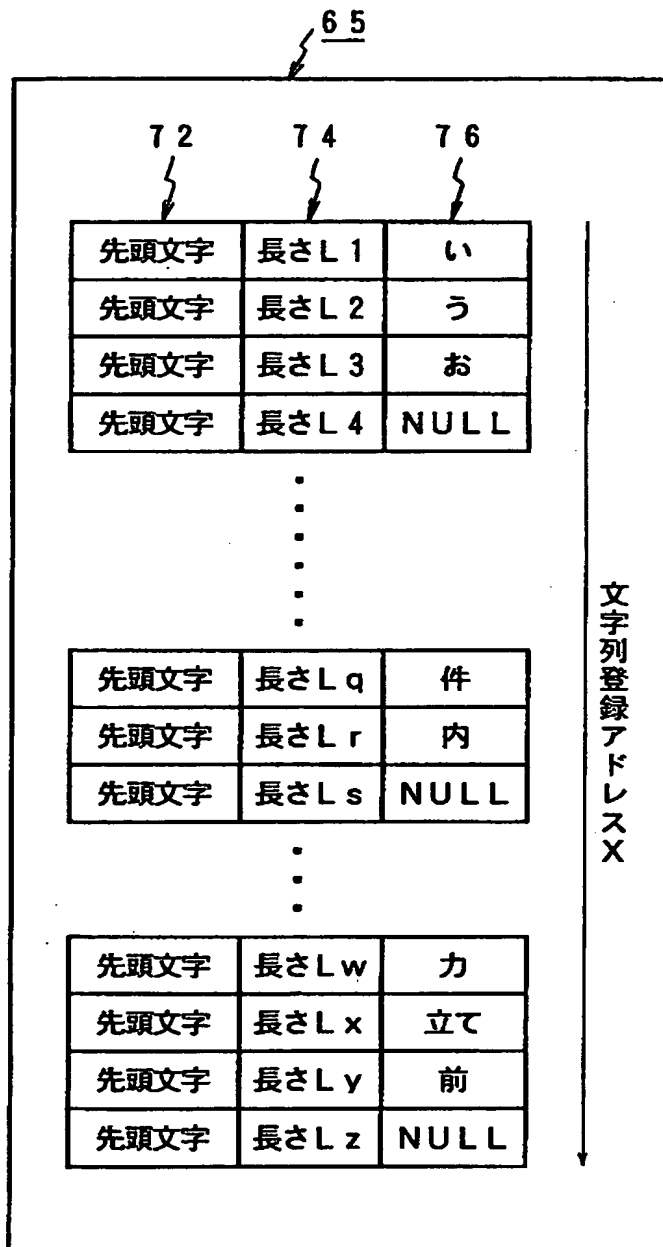 65
72 74 76
先頭文字 長さL1 い
先頭文字 長さL2 う
先頭文字 長さL3 お
先頭文字 長さL4 NULL
先頭文字 長さLq 件
先頭文字 長さLr 内
先頭文字 長さLs NULL
先頭文字 長さLw 力
先頭文字 長さLx 立て
先頭文字 長さLy 前
先頭文字 長さLz NULL
文字列登録アドレスX